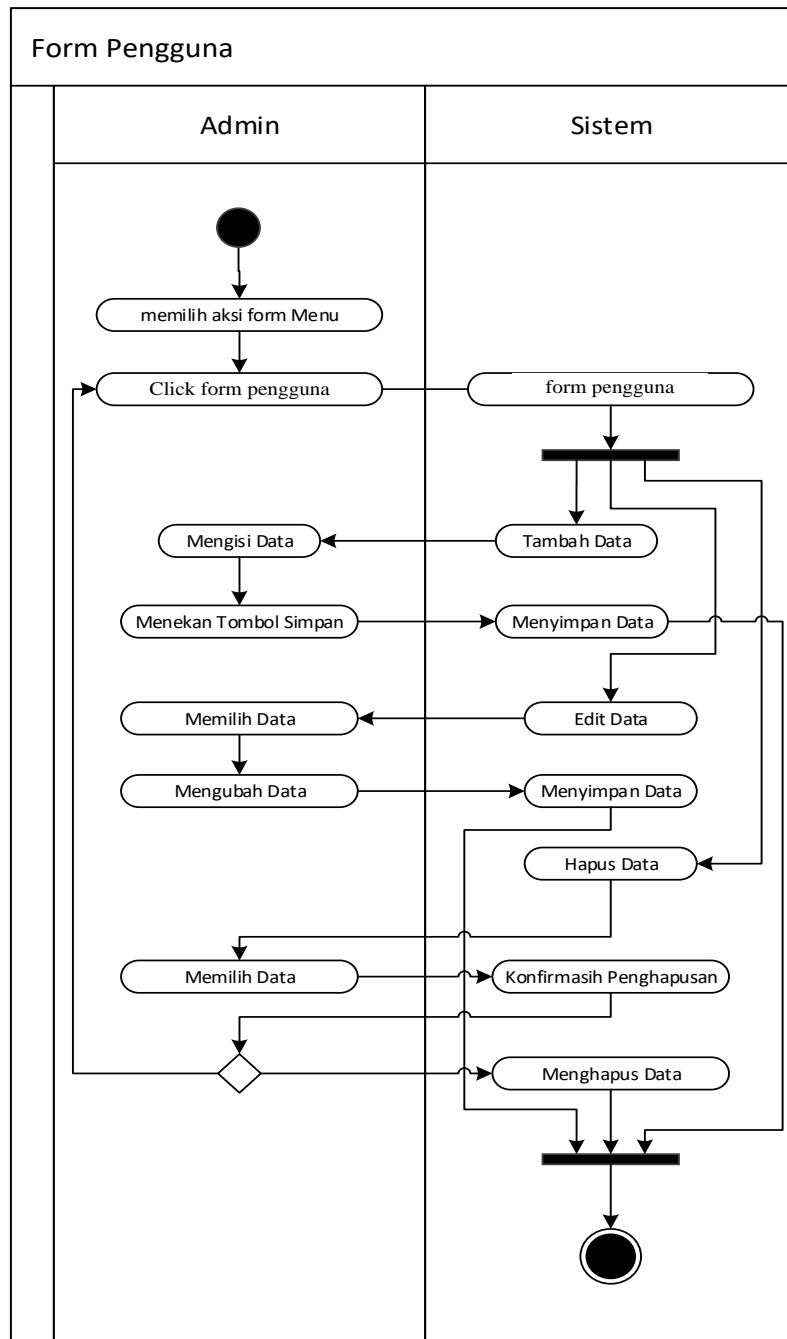 Form Pengguna
Admin
Sistem
memilih aksi form Menu
Click form pengguna
form pengguna
Mengisi Data
Tambah Data
Menekan Tombol Simpan
Menyimpan Data
Memilih Data
Edit Data
Mengubah Data
Menyimpan Data
Hapus Data
Memilih Data
Konfirmasih Penghapusan
Menghapus Data